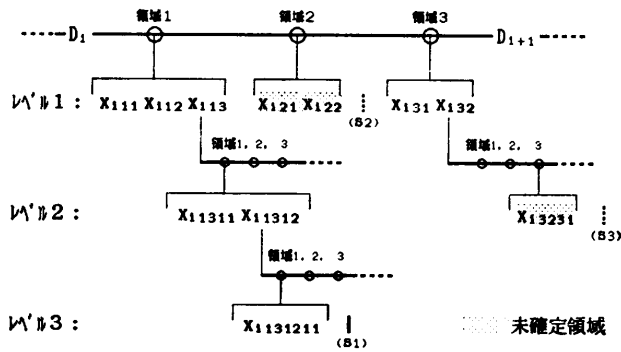 領域1 領域2 領域3
D₁ D₁₊₁
ﾚﾍﾞﾙ1: X₁₁₁ X₁₁₂ X₁₁₃ X₁₂₁ X₁₂₂ (S2) X₁₃₁ X₁₃₂
領域1, 2, 3 領域1, 2, 3
ﾚﾍﾞﾙ2: X₁₁₃₁₁ X₁₁₃₁₂ X₁₃₂₃₁ (S3)
領域1, 2, 3
ﾚﾍﾞﾙ3: X₁₁₃₁₂₁₁ (S1) 未確定領域